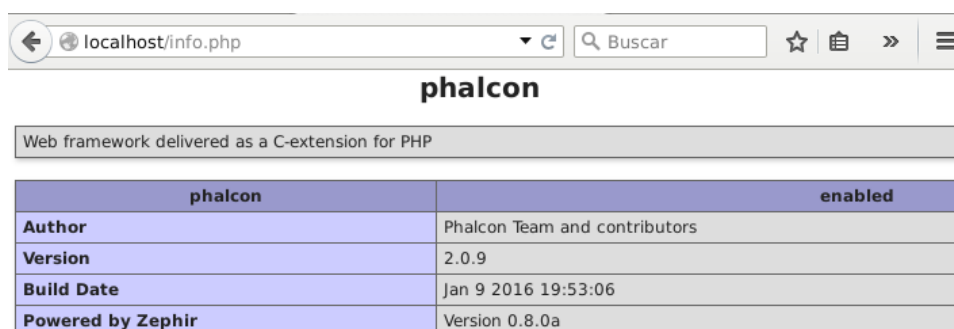 localhost/info.php
Buscar
phalcon
Web framework delivered as a C-extension for PHP
phalcon enabled
Author Phalcon Team and contributors
Version 2.0.9
Build Date Jan 9 2016 19:53:06
Powered by Zephir Version 0.8.0a